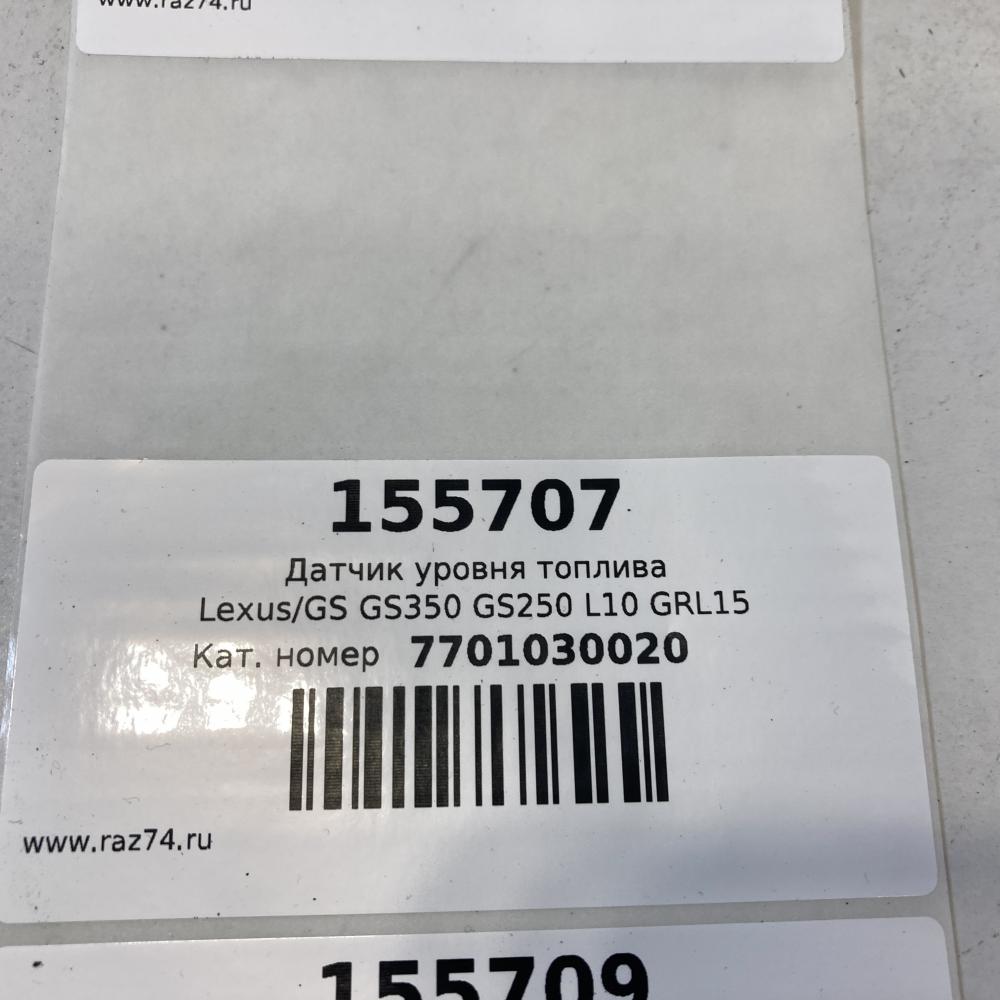 www.raz74.ru
155707
Датчик уровня топлива
Lexus/GS GS350 GS250 L10 GRL15
Кат. номер 7701030020
www.raz74.ru
155709